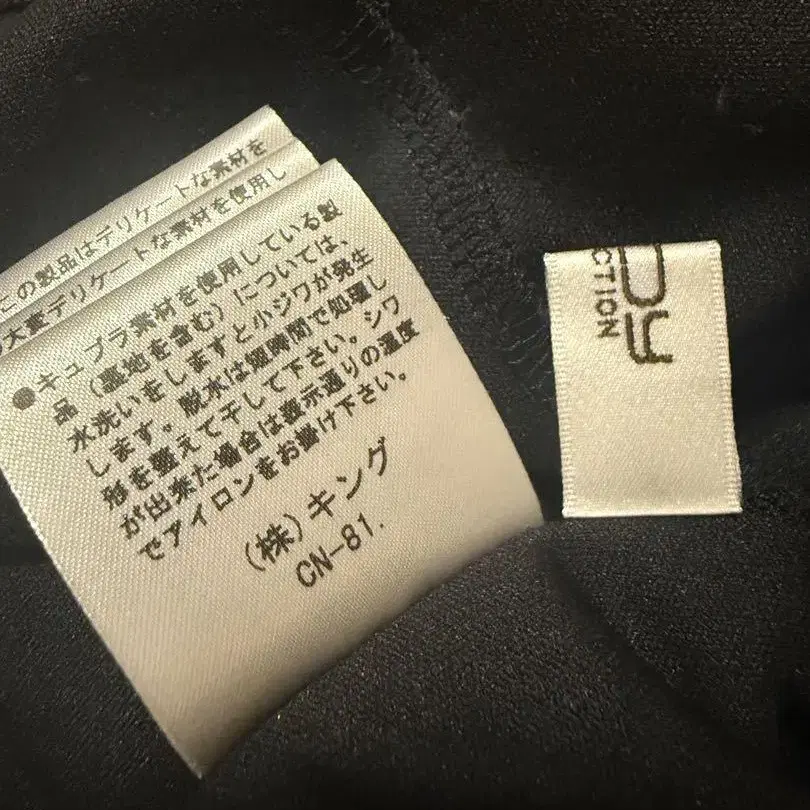 この製品はデリケートな素材を
大変デリケートな素材を使用し
●キュプラ素材を使用している製
品(裏地を含む)については、
水洗いをしますと小ジワが発生
します。脱水は短時間で処理し
形を整えて干して下さい。シワ
が出来た場合は表示通りの温度
でアイロンをお掛け下さい。
(株)キング
CN-81.
Dy
CTION